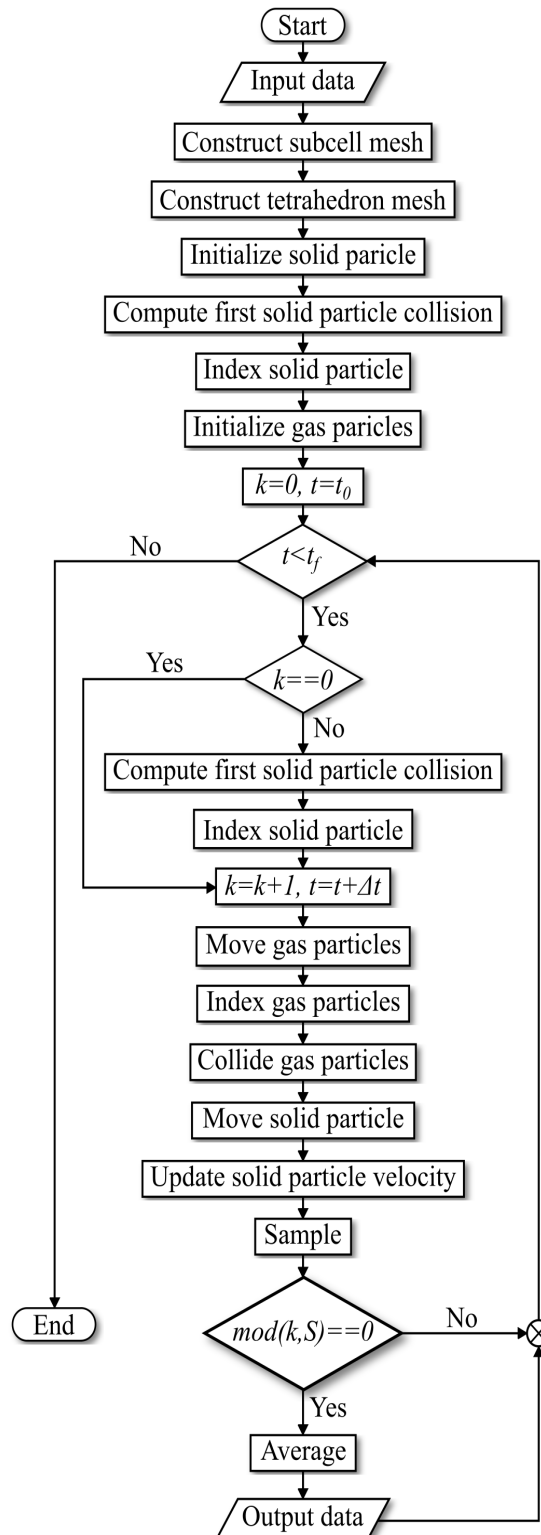 Start
Input data
Construct subcell mesh
Construct tetrahedron mesh
Initialize solid paricle
Compute first solid particle collision
Index solid particle
Initialize gas paricles
k=0, t=t₀
No
t<t_f
Yes
Yes
k==0
No
Compute first solid particle collision
Index solid particle
k=k+1, t=t+Δt
Move gas particles
Index gas particles
Collide gas particles
Move solid particle
Update solid particle velocity
Sample
End
mod(k,S)==0
No
Yes
Average
Output data